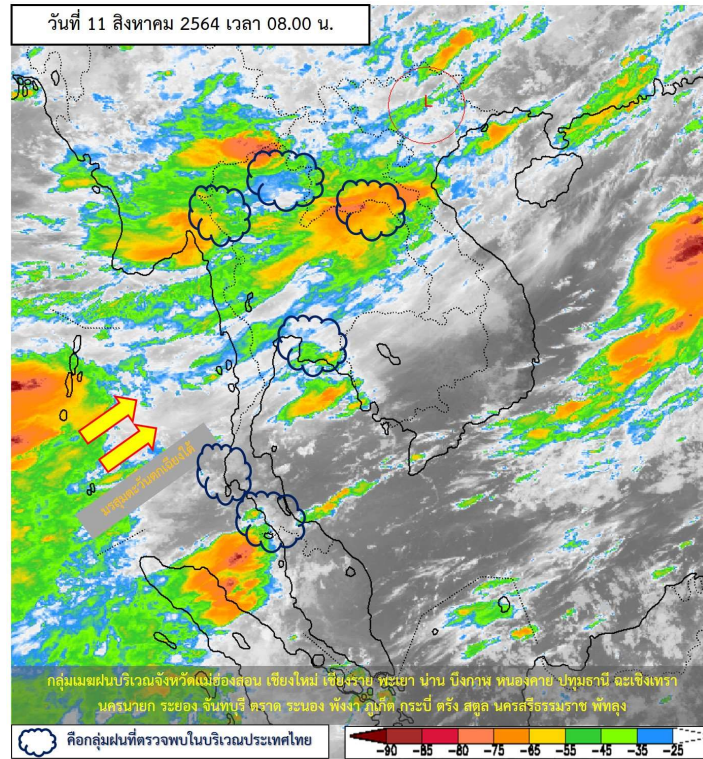 วันที่ 11 สิงหาคม 2564 เวลา 08.00 น.
L
มรสุมตะวันตกเฉียงใต้
กลุ่มเมฆฝนบริเวณจังหวัดแม่ฮ่องสอน เชียงใหม่ เชียงราย พะเยา น่าน บึงกาฬ หนองคาย ปทุมธานี ฉะเชิงเทรา
นครนายก ระยอง จันทบุรี ตราด ระนอง พังงา ภูเก็ต กระบี่ ตรัง สตูล นครศรีธรรมราช พัทลุง
คือกลุ่มฝนที่ตรวจพบในบริเวณประเทศไทย
-90 -85 -80 -75 -65 -55 -45 -35 -25